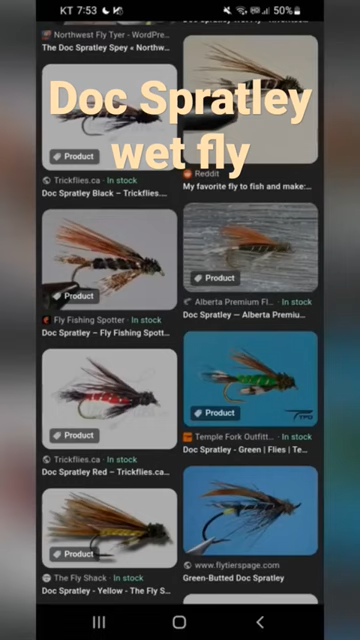 KT 7:53
50%
Northwest Fly Tyer - WordPre...
The Doc Spratley Spey « Northw...
Doc Spratley
wet fly
Product
Trickflies.ca · In stock
Doc Spratley Black – Trickflies....
Reddit
My favorite fly to fish and make:...
Product
Fly Fishing Spotter · In stock
Doc Spratley – Fly Fishing Spott...
Product
Alberta Premium Fl... · In stock
Doc Spratley — Alberta Premiu...
Product
Trickflies.ca · In stock
Doc Spratley Red – Trickflies.ca...
Product
TFO
Temple Fork Outfitt... · In stock
Doc Spratley - Green | Flies | Te...
Product
The Fly Shack · In stock
Doc Spratley - Yellow - The Fly S...
www.flytierspage.com
Green-Butted Doc Spratley